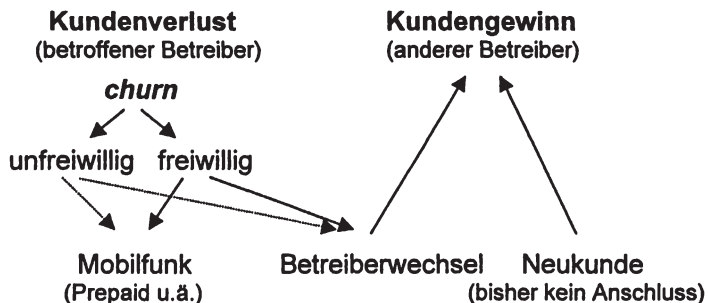 Kundenverlust Kundengewinn
(betroffener Betreiber) (anderer Betreiber)
churn
unfreiwillig freiwillig
Mobilfunk Betreiberwechsel Neukunde
(Prepaid u.ä.) (bisher kein Anschluss)